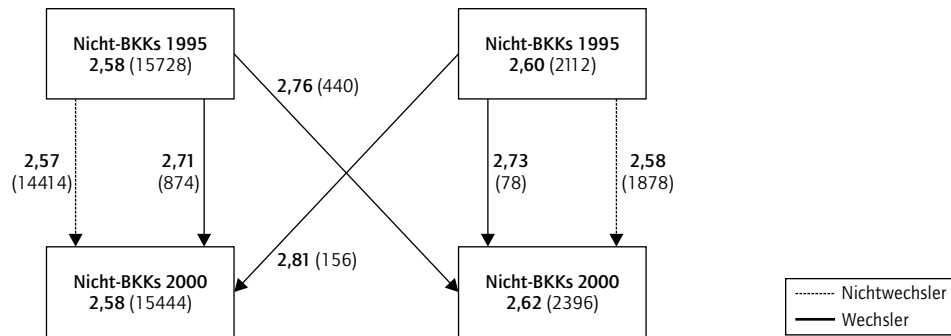 Nicht-BKKs 1995
2,58 (15728)
Nicht-BKKs 1995
2,60 (2112)
2,76 (440)
2,57
(14414)
2,71
(874)
2,73
(78)
2,58
(1878)
2,81 (156)
Nicht-BKKs 2000
2,58 (15444)
Nicht-BKKs 2000
2,62 (2396)
Nichtwechsler
Wechsler